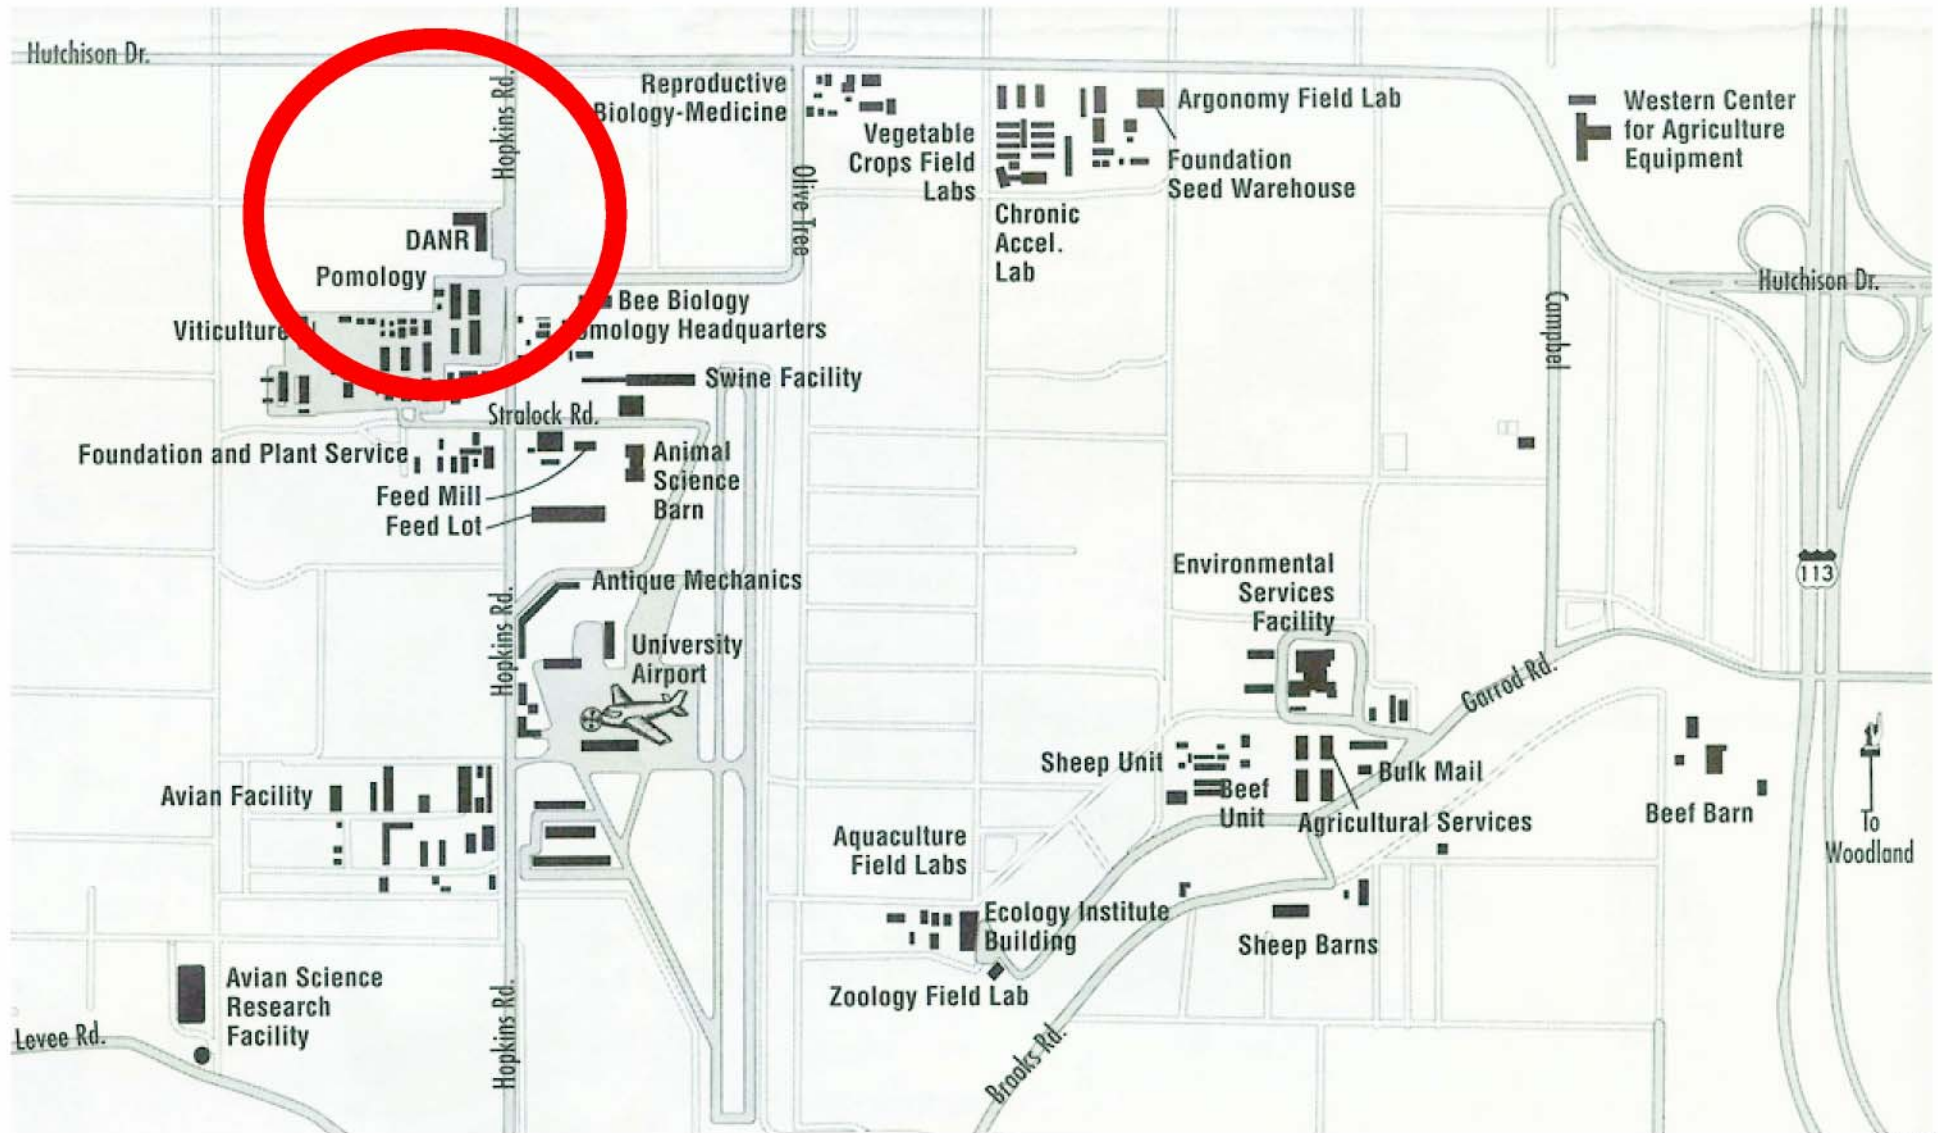 Hutchison Dr.
Hopkins Rd.
Reproductive
Biology-Medicine
Olive Tree
Vegetable
Crops Field
Labs
Argonomy Field Lab
Foundation
Seed Warehouse
Chronic
Accel.
Lab
Western Center
for Agriculture
Equipment
DANR
Pomology
Viticulture
Bee Biology
Headquarters
Swine Facility
Stralock Rd.
Hutchison Dr.
Campbel
Foundation and Plant Service
Feed Mill
Feed Lot
Animal
Science
Barn
113
Antique Mechanics
Hopkins Rd.
University
Airport
Environmental
Services
Facility
Garrod Rd.
Avian Facility
Sheep Unit
Beef
Unit
Bulk Mail
Agricultural Services
Beef Barn
To
Woodland
Aquaculture
Field Labs
Ecology Institute
Building
Sheep Barns
Zoology Field Lab
Avian Science
Research
Facility
Levee Rd.
Hopkins Rd.
Brooks Rd.